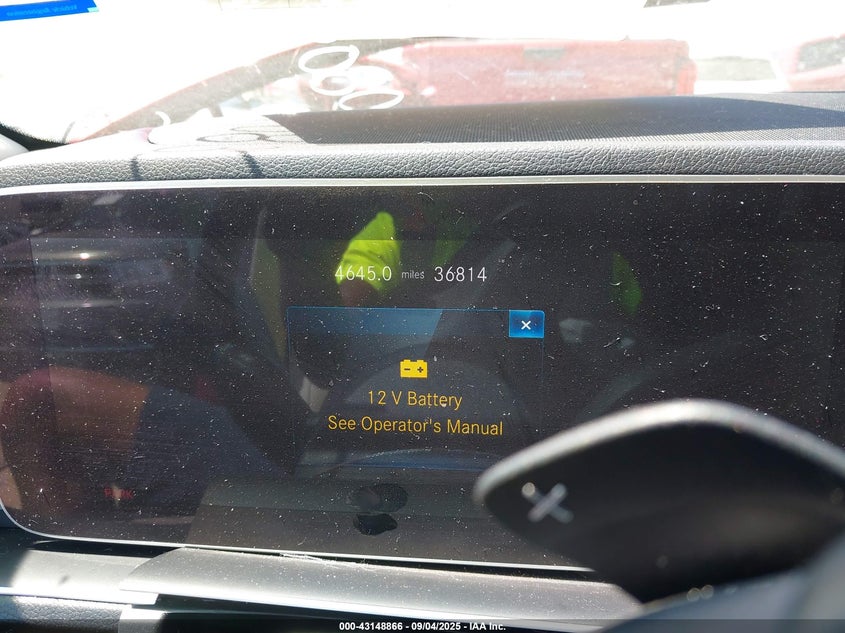 4645.0 miles 36814
12 V Battery
See Operator's Manual
000-43148866 - 09/04/2025 - IAA Inc.